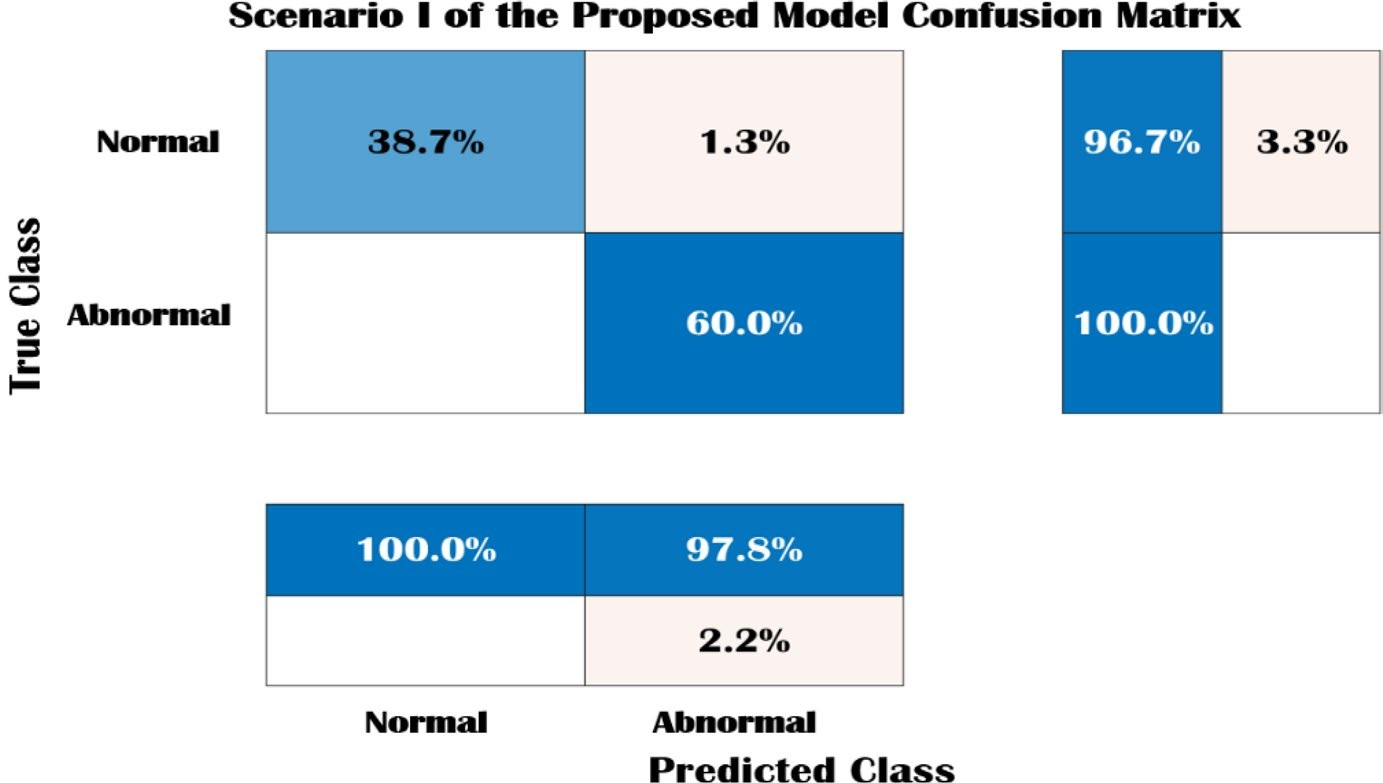 Scenario I of the Proposed Model Confusion Matrix
Normal 38.7% 1.3% 96.7% 3.3%
True Class
Abnormal 60.0% 100.0%
100.0% 97.8%
2.2%
Normal Abnormal
Predicted Class